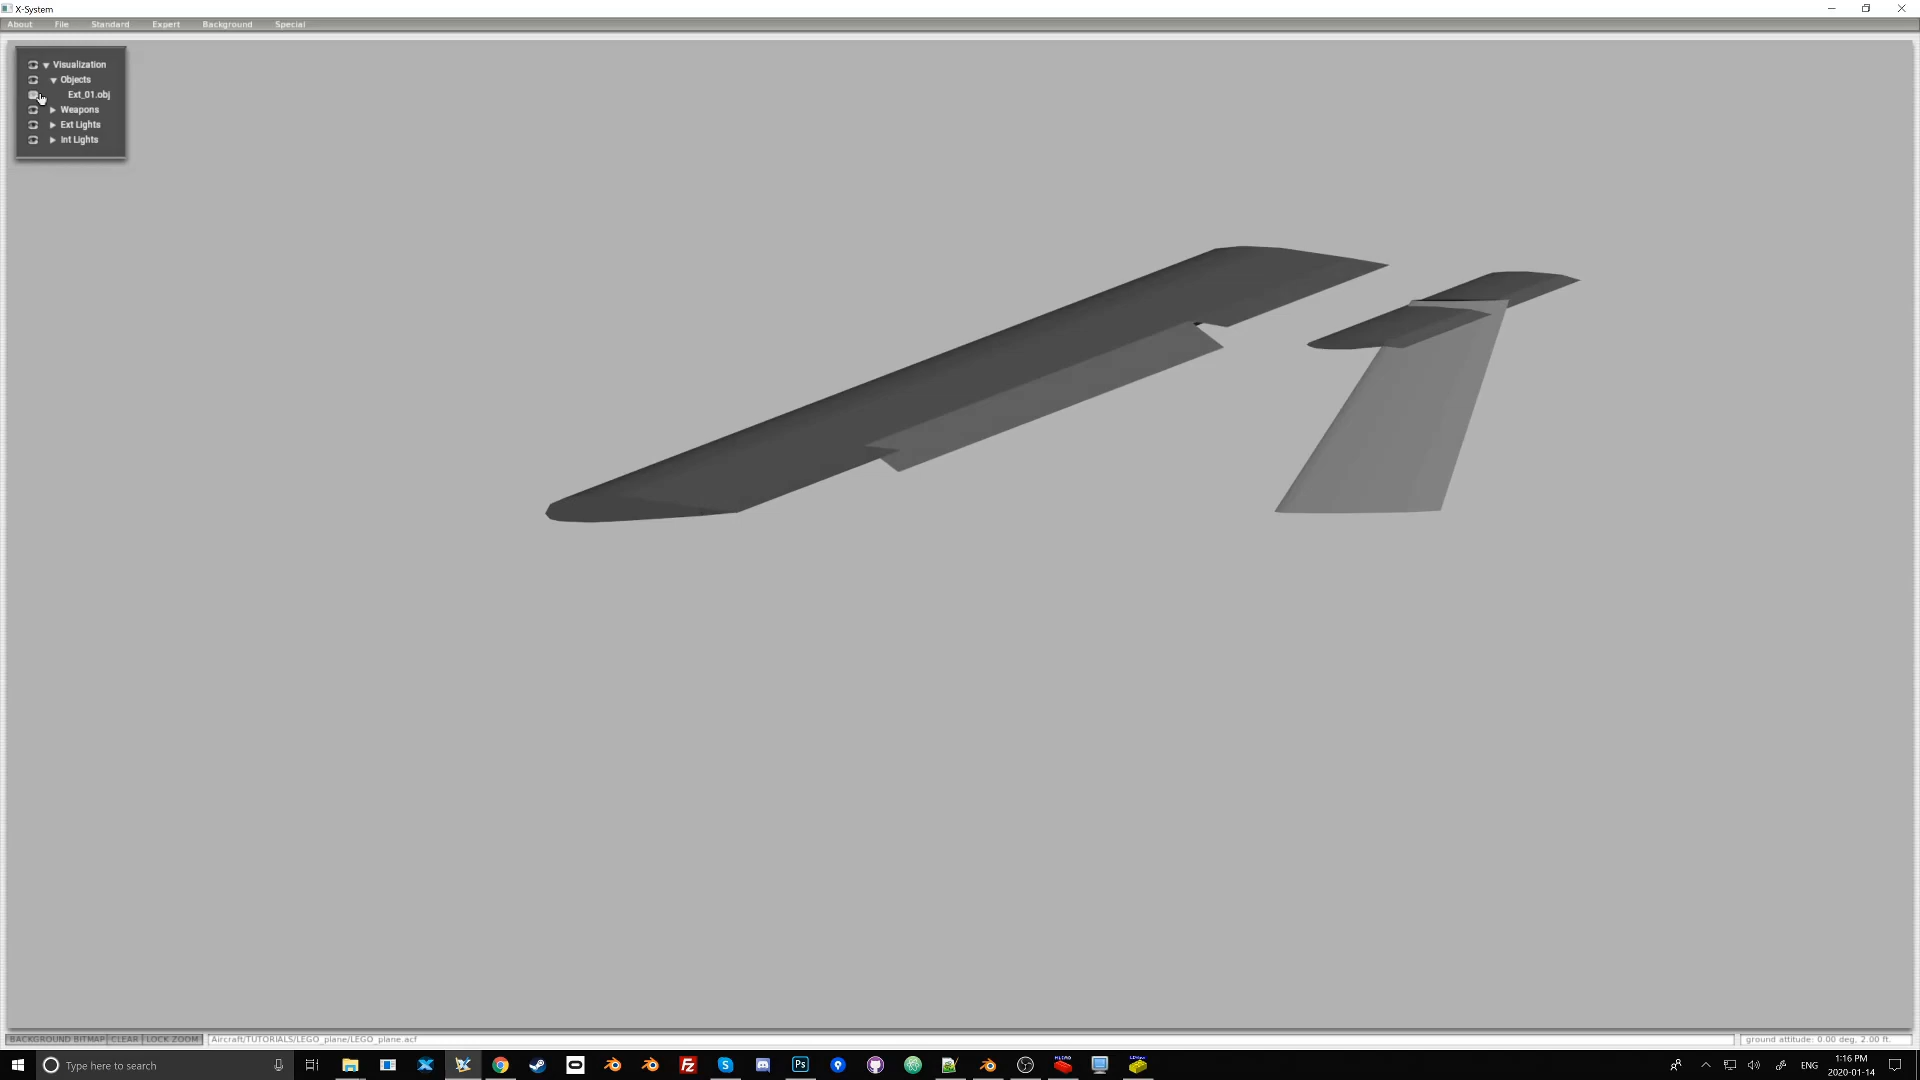 X-System
About File Standard Expert Background Special
Visualization
Objects
Ext_01.obj
Weapons
Ext Lights
Int Lights
BACKGROUND BITMAP CLEAR LOCK ZOOM Aircraft/TUTORIALS/LEGO_plane/LEGO_plane.acf ground attitude: 0.00 deg, 2.00 ft.
Type here to search
ENG
1:16 PM
2020-01-14